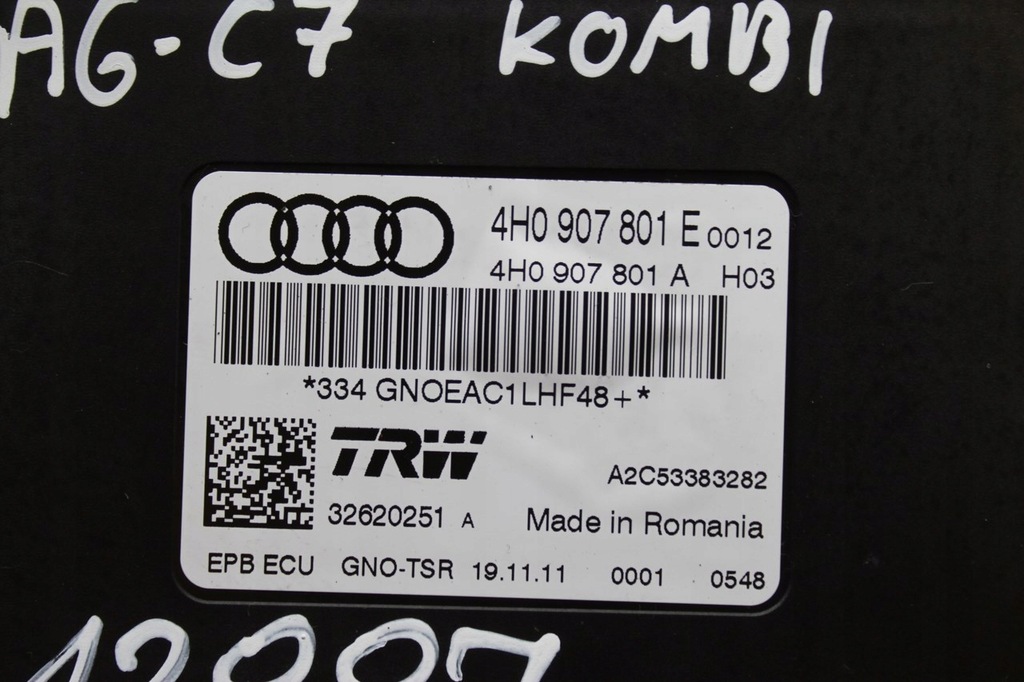 A6-C7 KOMBI
4H0 907 801 E 0012
4H0 907 801 A H03
*334 GNOEAC1LHF48+*
TRW
A2C53383282
32620251 A Made in Romania
EPB ECU GNO-TSR 19.11.11 0001 0548